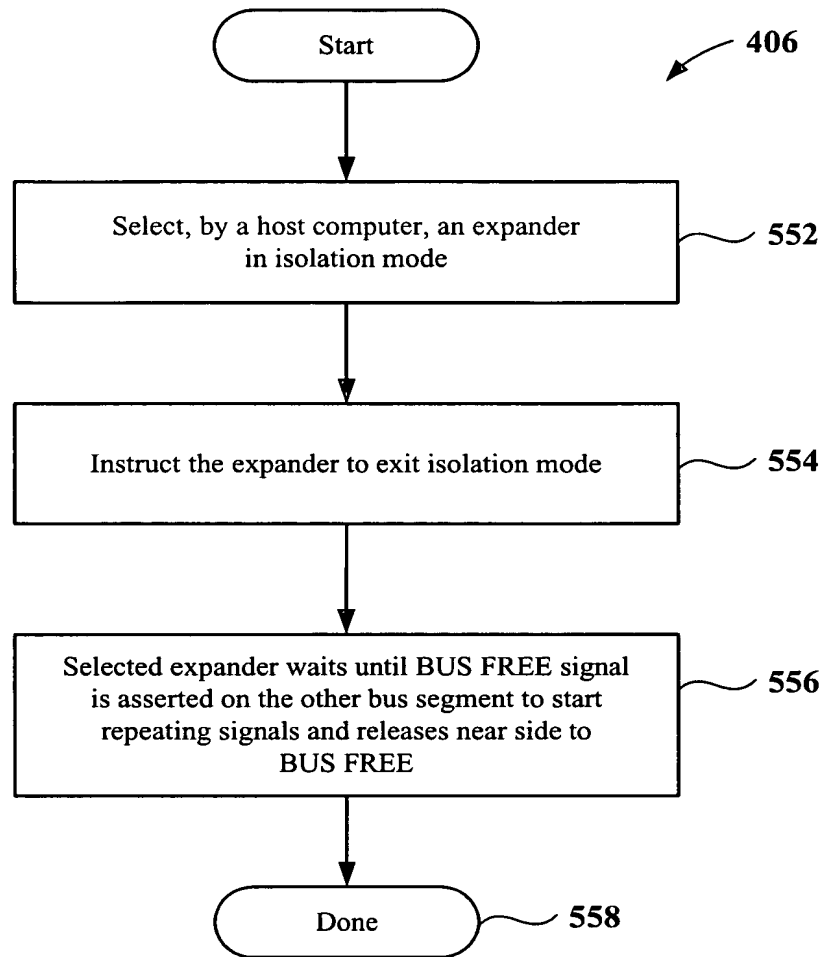 Start
406
Select, by a host computer, an expander
in isolation mode
552
Instruct the expander to exit isolation mode
554
Selected expander waits until BUS FREE signal
is asserted on the other bus segment to start
repeating signals and releases near side to
BUS FREE
556
Done
558